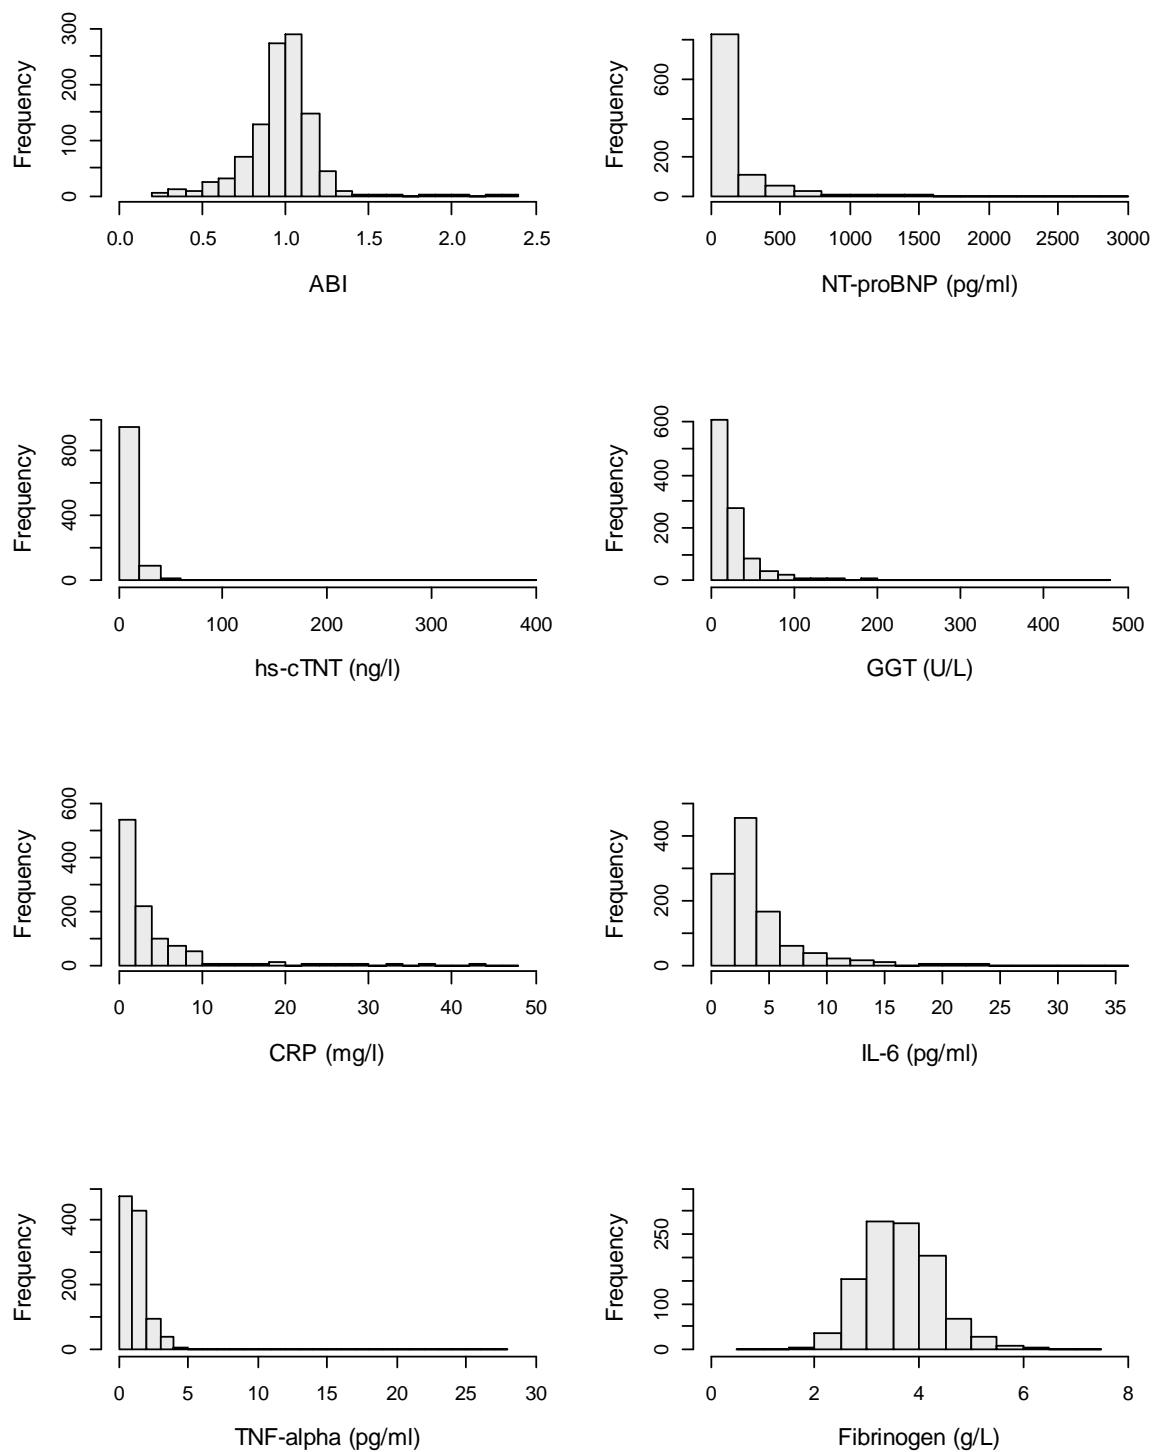 Frequency
0 100 200 300
0.0 0.5 1.0 1.5 2.0 2.5
ABI
Frequency
0 200 600
0 500 1000 1500 2000 2500 3000
NT-proBNP (pg/ml)
Frequency
0 400 800
0 100 200 300 400
hs-cTNT (ng/l)
Frequency
0 200 400 600
0 100 200 300 400 500
GGT (U/L)
Frequency
0 200 400 600
0 10 20 30 40 50
CRP (mg/l)
Frequency
0 200 400
0 5 10 15 20 25 30 35
IL-6 (pg/ml)
Frequency
0 200 400
0 5 10 15 20 25 30
TNF-alpha (pg/ml)
Frequency
0 100 250
0 2 4 6 8
Fibrinogen (g/L)